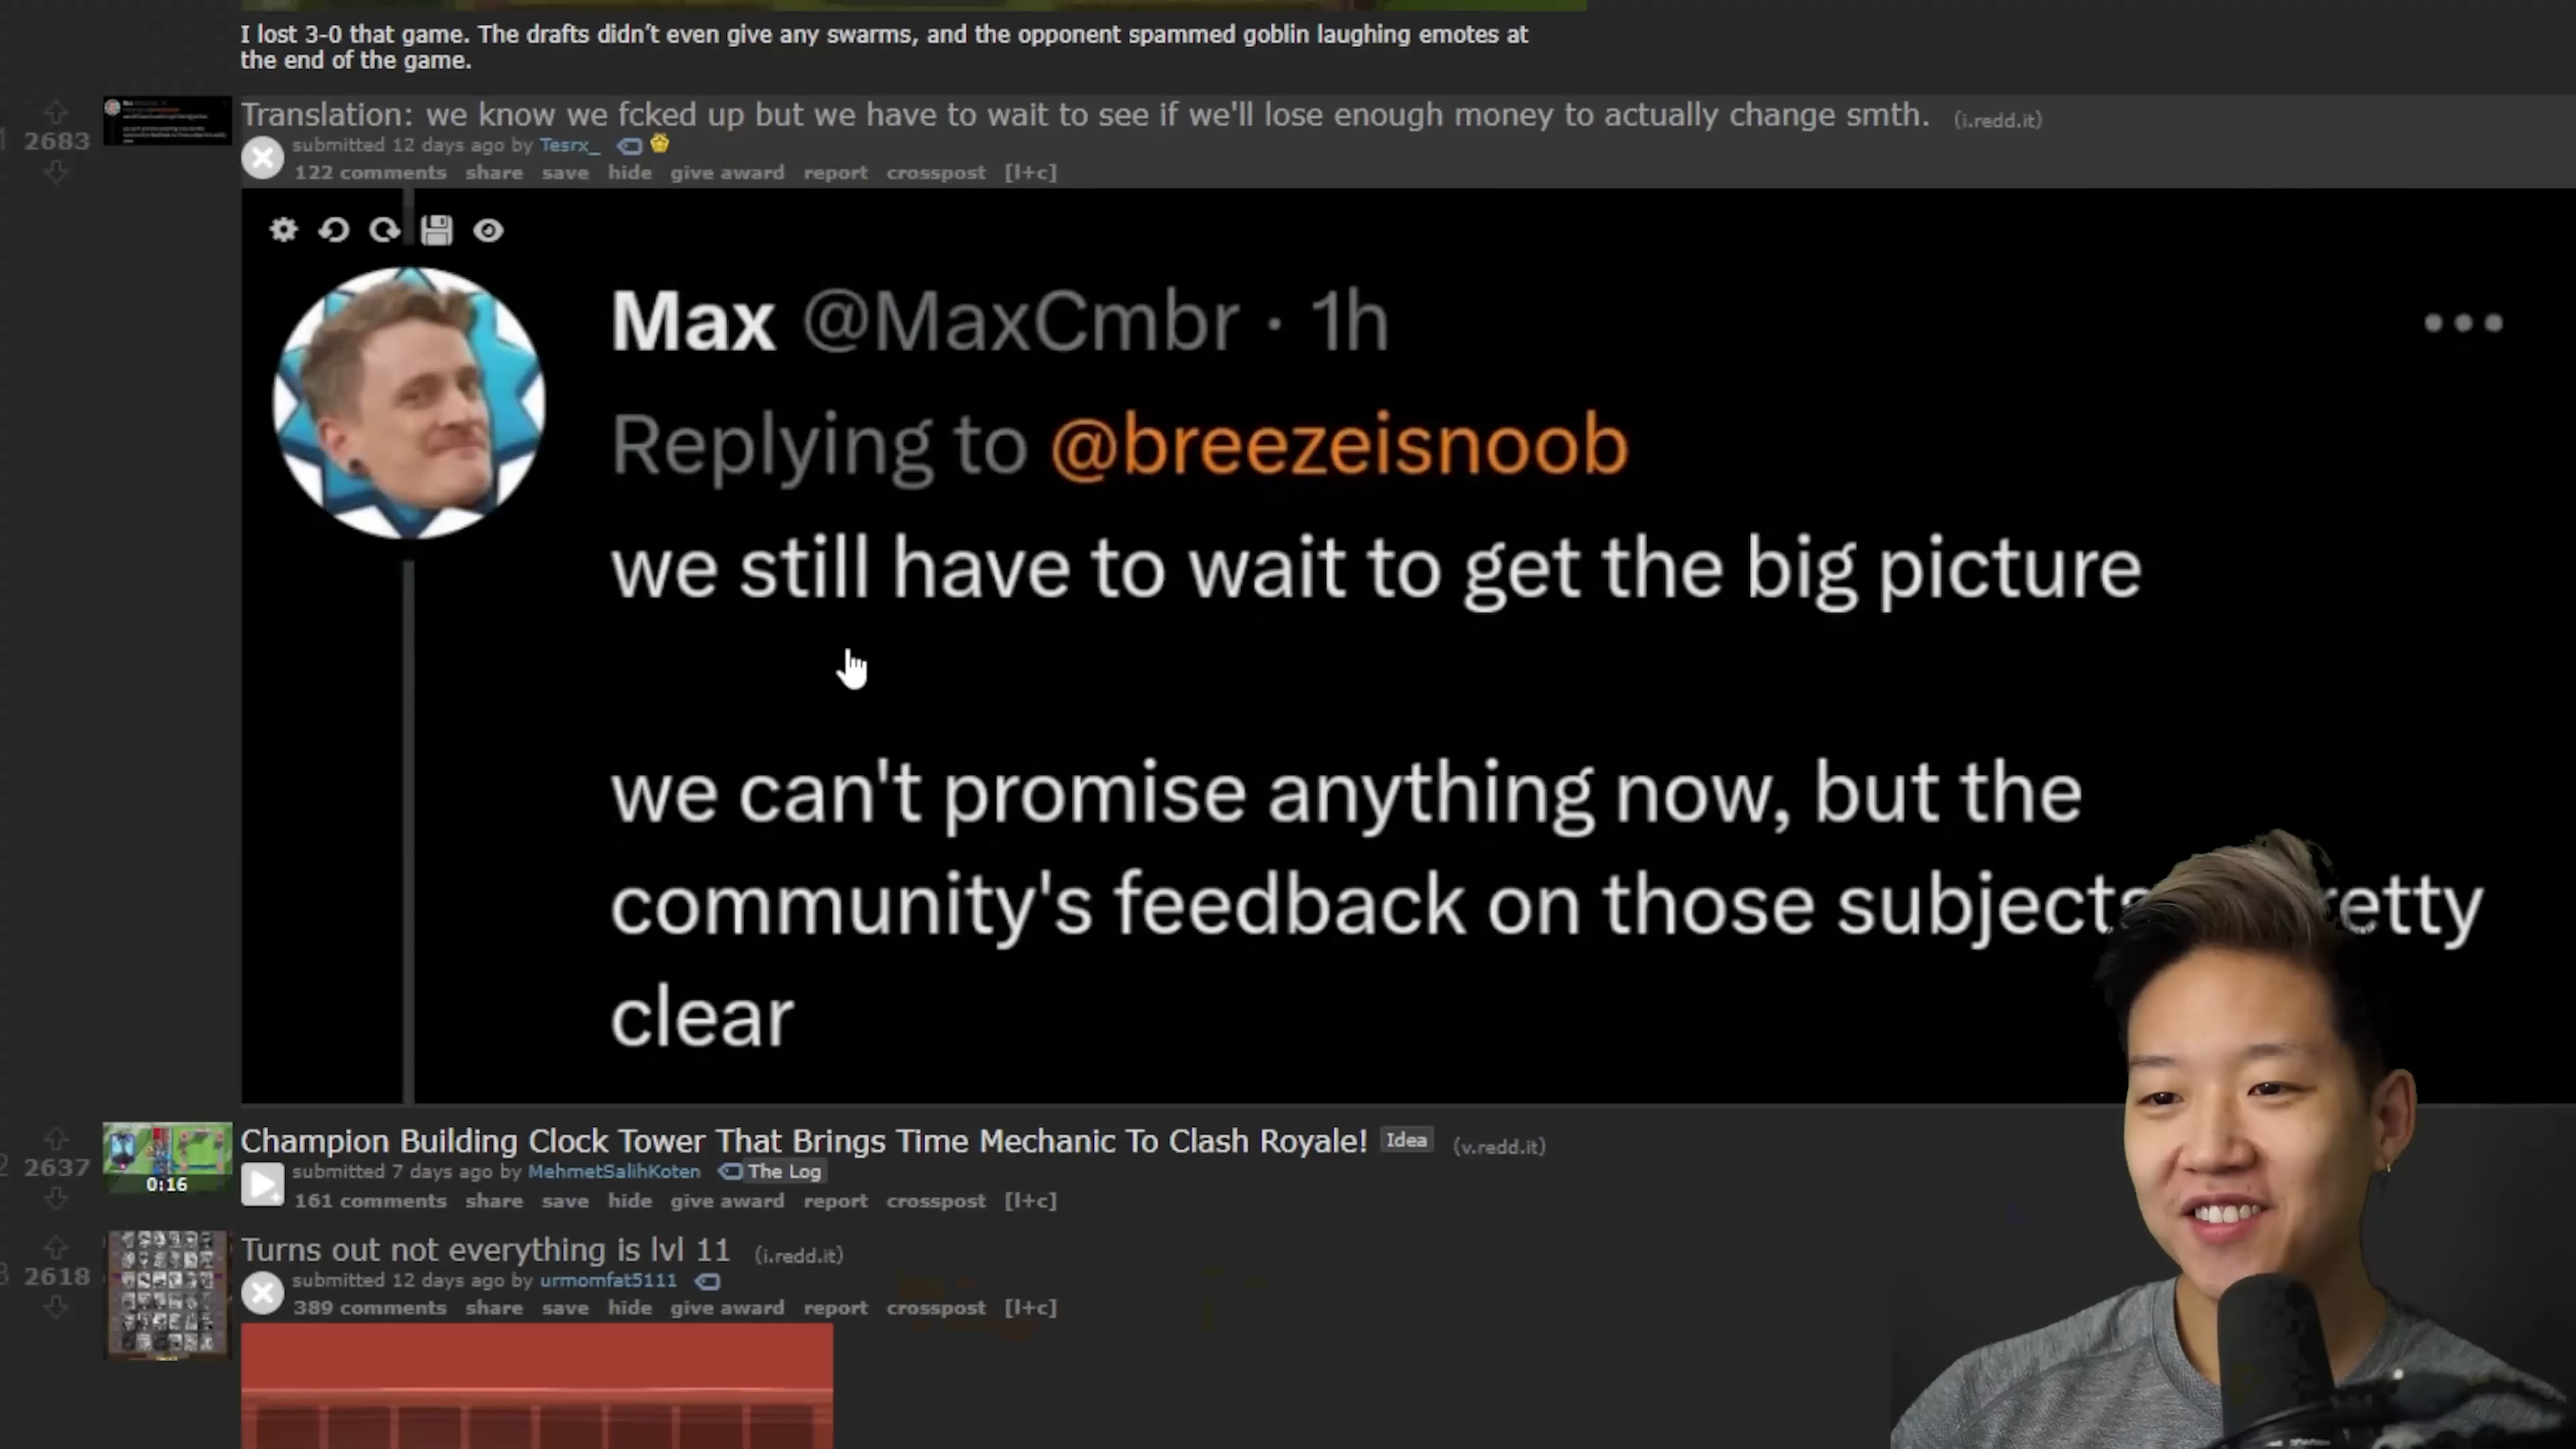 I lost 3-0 that game. The drafts didn't even give any swarms, and the opponent spammed goblin laughing emotes at
the end of the game.
2683
Translation: we know we fcked up but we have to wait to see if we'll lose enough money to actually change smth. (i.redd.it)
submitted 12 days ago by Tesrx_
122 comments share save hide give award report crosspost [l+c]
Max @MaxCmbr · 1h
Replying to @breezeisnoob
we still have to wait to get the big picture
we can't promise anything now, but the
community's feedback on those subjects retty
clear
2637
0:16
Champion Building Clock Tower That Brings Time Mechanic To Clash Royale! Idea (v.redd.it)
submitted 7 days ago by MehmetSalihKoten The Log
161 comments share save hide give award report crosspost [l+c]
2618
Turns out not everything is lvl 11 (i.redd.it)
submitted 12 days ago by urmomfat5111
389 comments share save hide give award report crosspost [l+c]